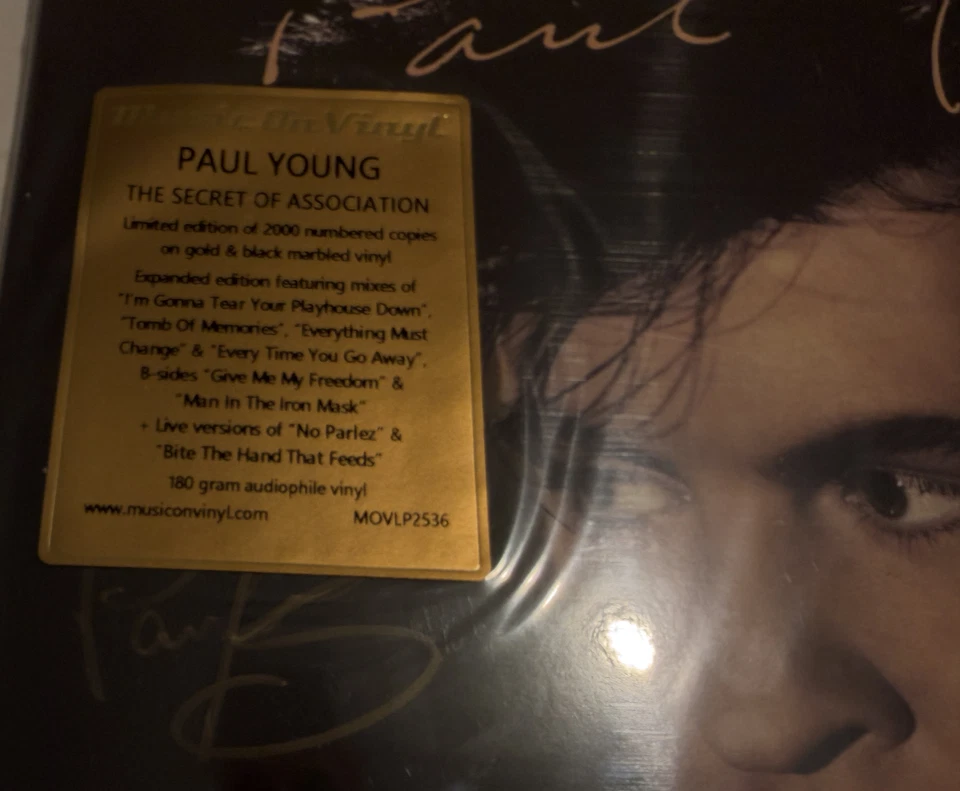 Paul
Music On Vinyl
PAUL YOUNG
THE SECRET OF ASSOCIATION
Limited edition of 2000 numbered copies
on gold & black marbled vinyl
Expanded edition featuring mixes of
"I'm Gonna Tear Your Playhouse Down",
"Tomb Of Memories", "Everything Must
Change" & "Every Time You Go Away",
B-sides "Give Me My Freedom" &
"Man In The Iron Mask"
+ Live versions of "No Parlez" &
"Bite The Hand That Feeds"
180 gram audiophile vinyl
www.musiconvinyl.com MOVLP2536
Paul